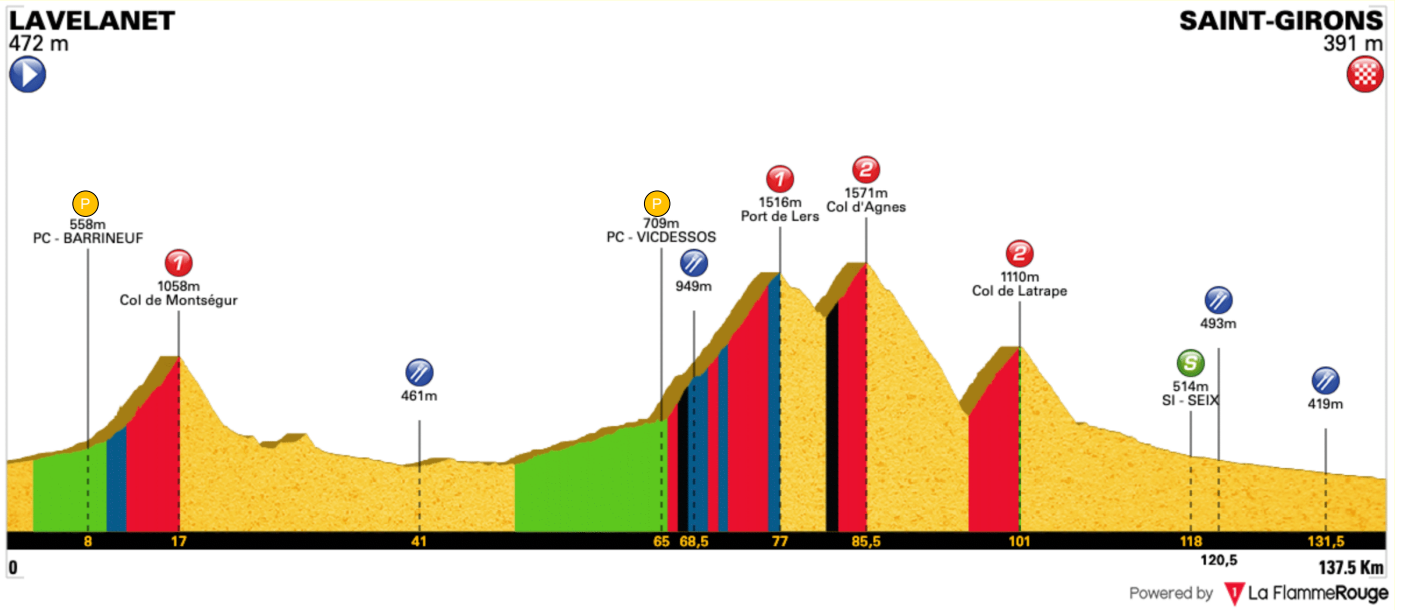 LAVELANET
472 m
SAINT-GIRONS
391 m
P
558m
PC - BARRINEUF
1
1058m
Col de Montségur
461m
P
709m
PC - VICDESSOS
949m
1
1516m
Port de Lers
2
1571m
Col d'Agnes
2
1110m
Col de Latrape
S
514m
SI - SEIX
493m
419m
8 17 41 65 68,5 77 85,5 101 118 131,5
120,5
0
137.5 Km
Powered by 1 La FlammeRouge